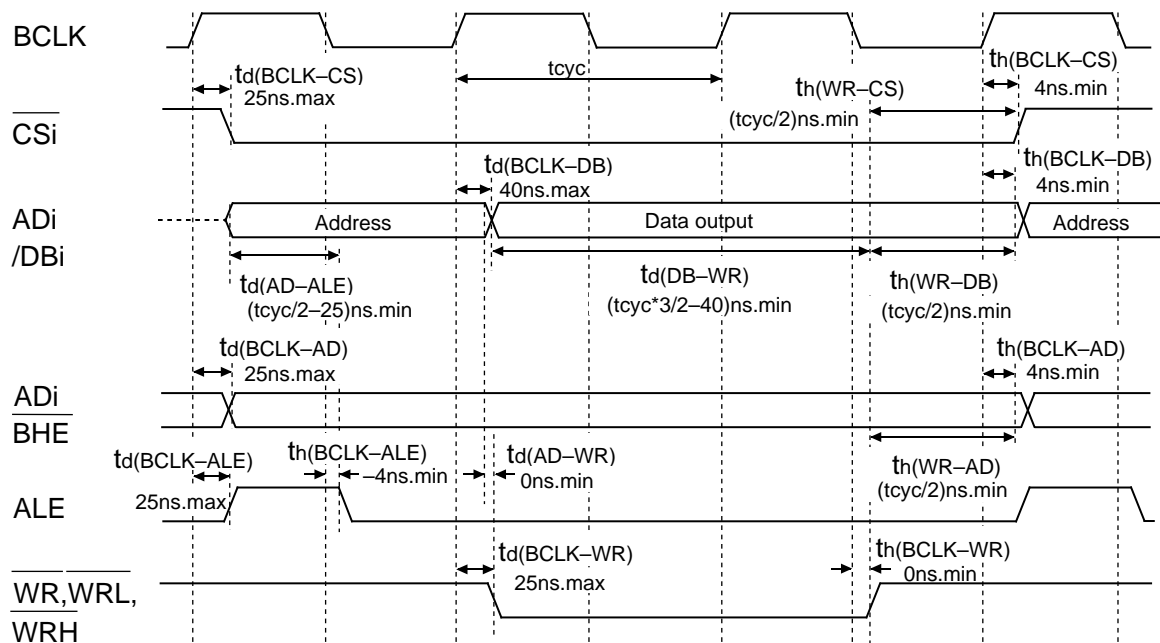 BCLK
td(BCLK–CS)
25ns.max
tcyc
th(BCLK–CS)
4ns.min
th(WR–CS)
(tcyc/2)ns.min
CSi
td(BCLK–DB)
40ns.max
th(BCLK–DB)
4ns.min
ADi
/DBi
Address
Data output
Address
td(AD–ALE)
(tcyc/2–25)ns.min
td(DB–WR)
(tcyc*3/2–40)ns.min
th(WR–DB)
(tcyc/2)ns.min
td(BCLK–AD)
25ns.max
th(BCLK–AD)
4ns.min
ADi
BHE
td(BCLK–ALE)
25ns.max
th(BCLK–ALE)
–4ns.min
td(AD–WR)
0ns.min
th(WR–AD)
(tcyc/2)ns.min
ALE
td(BCLK–WR)
25ns.max
th(BCLK–WR)
0ns.min
WR,WRL,
WRH